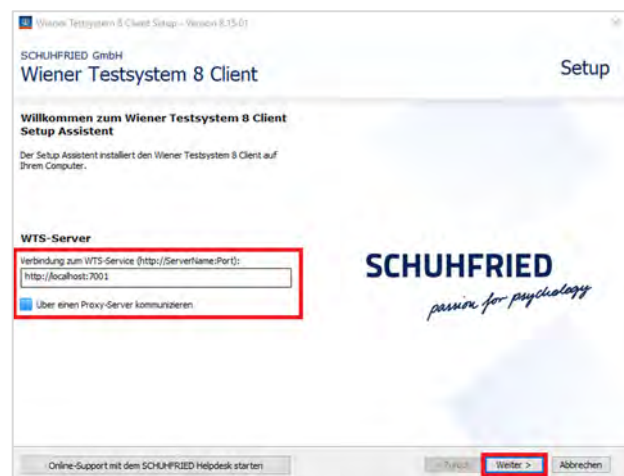 Wiener Testsystem 8 Client Setup - Version 8.15.01
SCHUHFRIED GmbH
Wiener Testsystem 8 Client
Setup
Willkommen zum Wiener Testsystem 8 Client
Setup Assistent
Der Setup Assistent installiert den Wiener Testsystem 8 Client auf
Ihrem Computer.
WTS-Server
Verbindung zum WTS-Service (http://ServerName:Port):
http://localhost:7001
Über einen Proxy-Server kommunizieren
SCHUHFRIED
passion for psychology
Online-Support mit dem SCHUHFRIED Helpdesk starten
< Zurück
Weiter >
Abbrechen